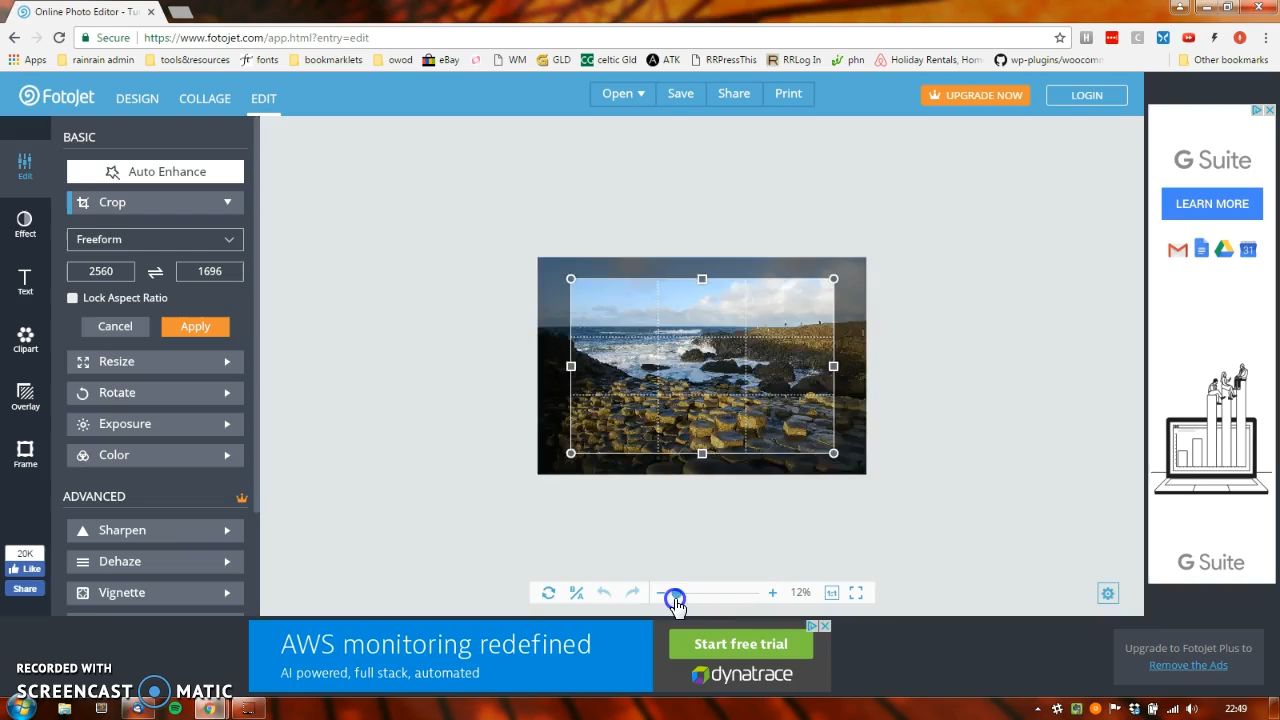 Online Photo Editor - Tu
Secure
https://www.fotojet.com/app.html?entry=edit
Apps
rainrain admin
tools&resources
fonts
bookmarklets
owod
eBay
WM
GLD
celtic Gld
ATK
RRPressThis
RRLog In
phn
Holiday Rentals, Hom
wp-plugins/woocom
Other bookmarks
FotoJet
DESIGN
COLLAGE
EDIT
Open
Save
Share
Print
UPGRADE NOW
LOGIN
Edit
Effect
Text
Clipart
Overlay
Frame
20K
Like
Share
BASIC
Auto Enhance
Crop
Freeform
2560
1696
Lock Aspect Ratio
Cancel
Apply
Resize
Rotate
Exposure
Color
ADVANCED
Sharpen
Dehaze
Vignette
12%
1:1
G Suite
LEARN MORE
31
G Suite
AWS monitoring redefined
AI powered, full stack, automated
Start free trial
dynatrace
Upgrade to FotoJet Plus to
Remove the Ads
RECORDED WITH
SCREENCAST MATIC
22:49